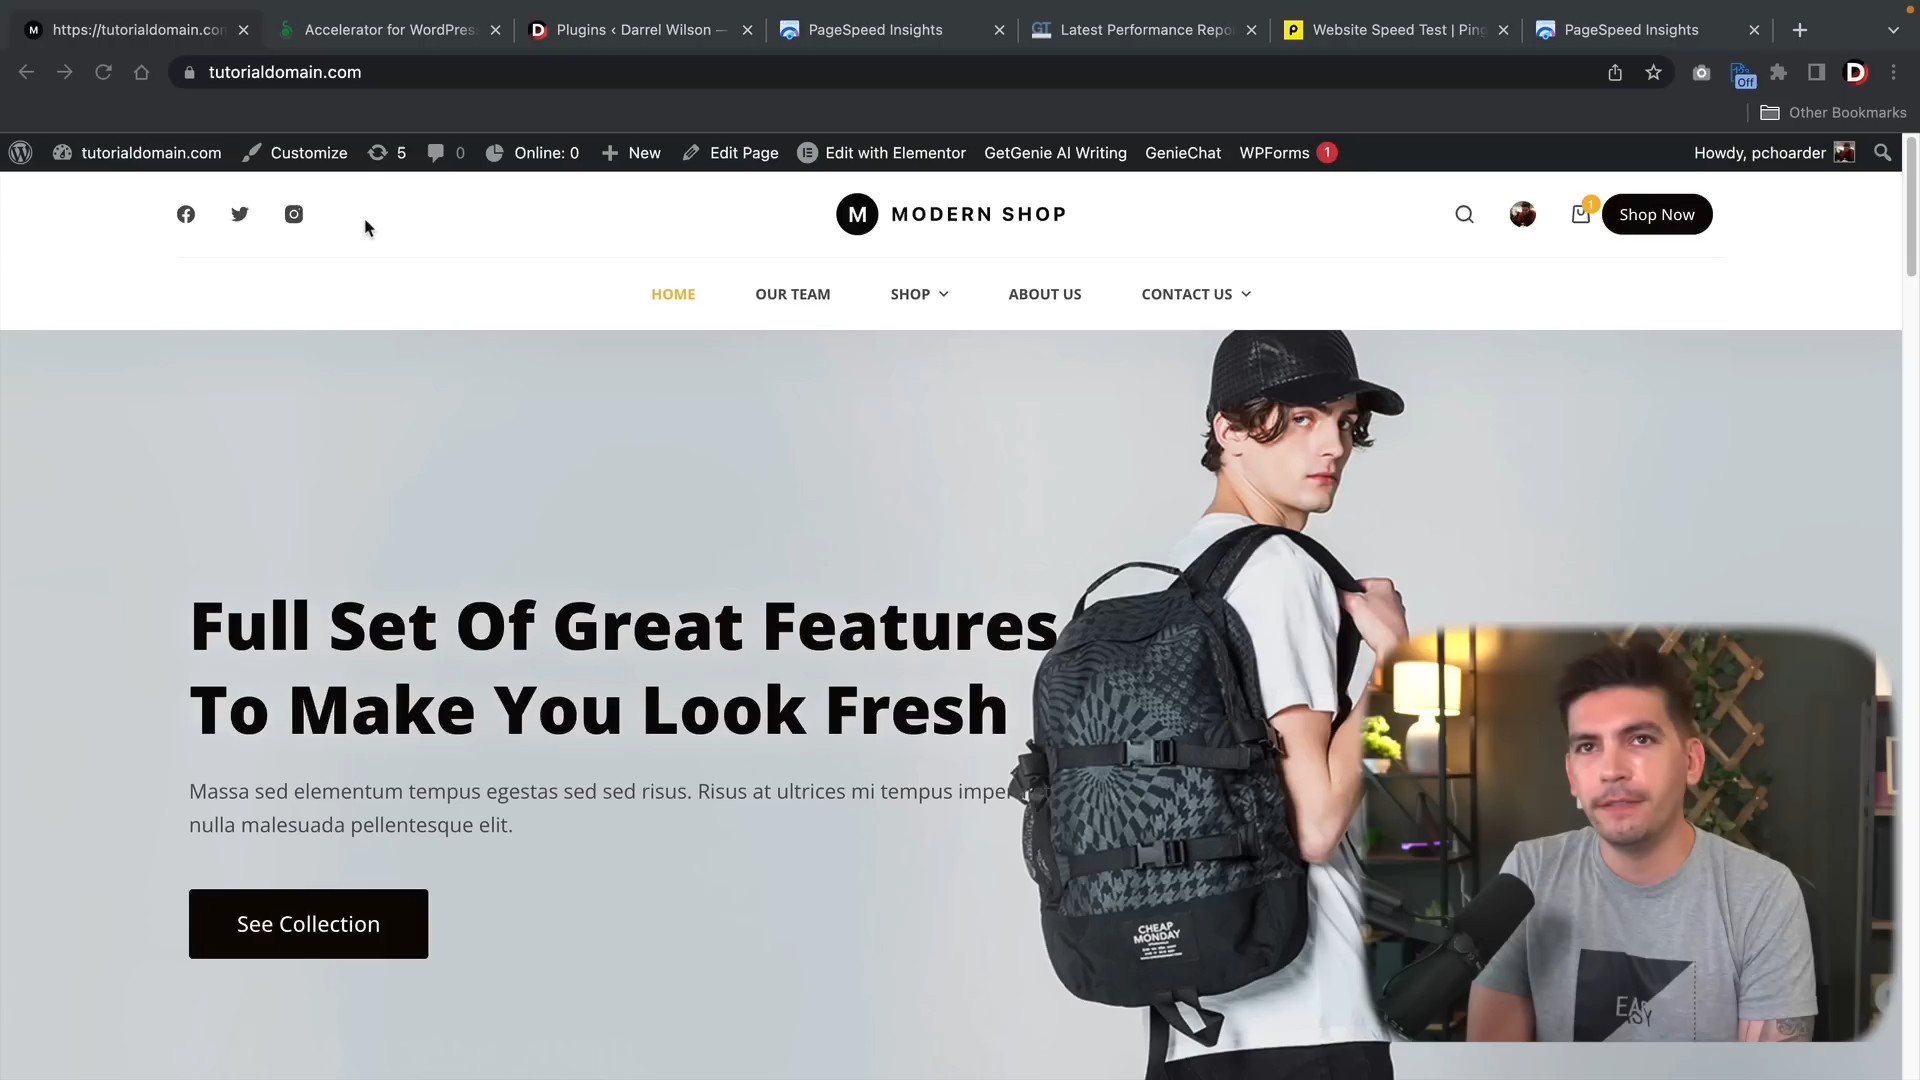 https://tutorialdomain.con
Accelerator for WordPress
Plugins ‹ Darrel Wilson —
PageSpeed Insights
Latest Performance Repo
Website Speed Test | Ping
PageSpeed Insights
tutorialdomain.com
Off
Other Bookmarks
tutorialdomain.com Customize 5 0 Online: 0 New Edit Page Edit with Elementor GetGenie AI Writing GenieChat WPForms 1 Howdy, pchoarder
M MODERN SHOP
1
Shop Now
HOME OUR TEAM SHOP ABOUT US CONTACT US
Full Set Of Great Features
To Make You Look Fresh
Massa sed elementum tempus egestas sed sed risus. Risus at ultrices mi tempus
nulla malesuada pellentesque elit.
See Collection
CHEAP
MONDAY